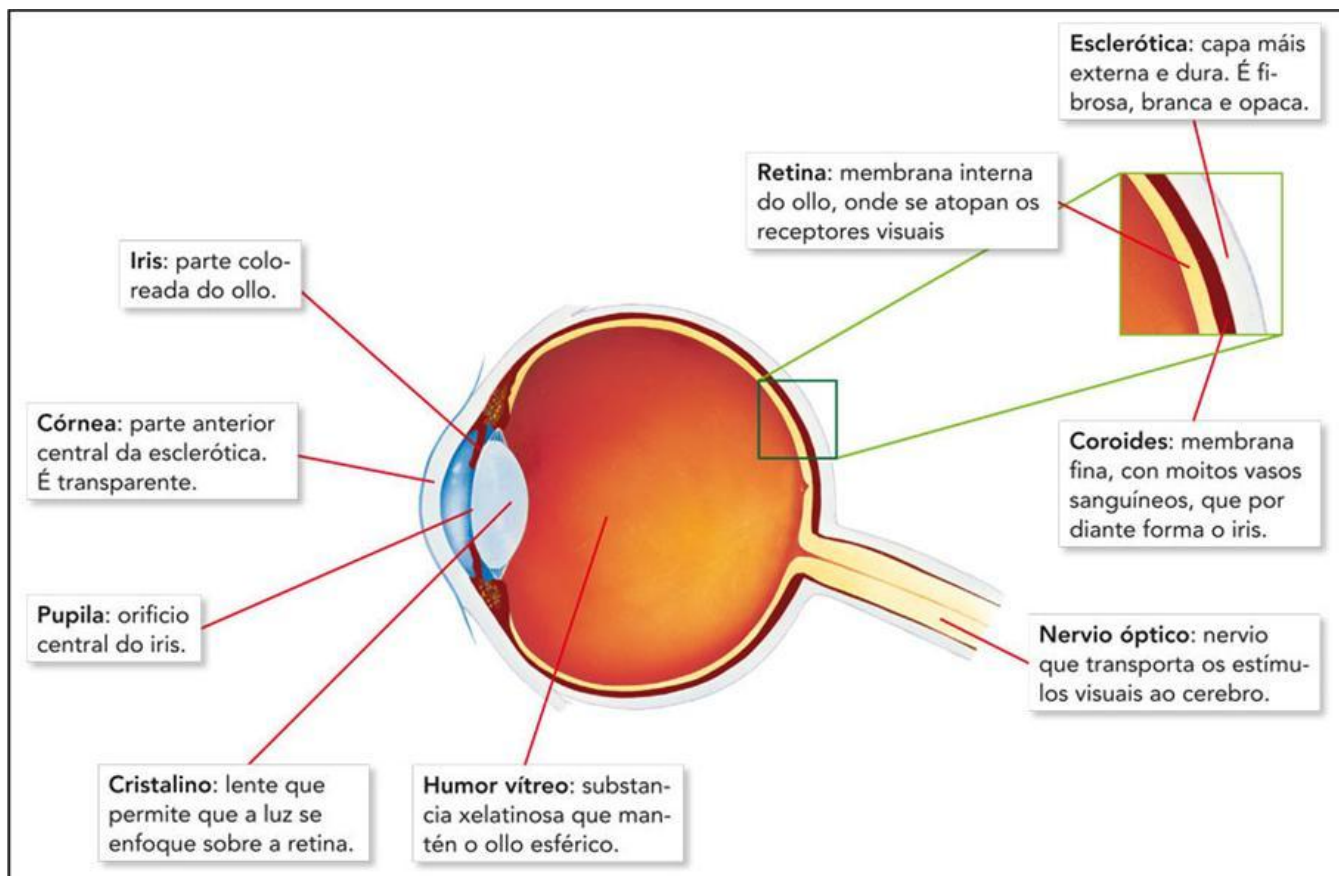 Esclerótica: capa máis
externa e dura. É fi-
brosa, branca e opaca.
Retina: membrana interna
do ollo, onde se atopan os
receptores visuais
Iris: parte colo-
reada do ollo.
Córnea: parte anterior
central da esclerótica.
É transparente.
Coroides: membrana
fina, con moitos vasos
sanguíneos, que por
diante forma o iris.
Pupila: orificio
central do iris.
Nervio óptico: nervio
que transporta os estímu-
los visuais ao cerebro.
Cristalino: lente que
permite que a luz se
enfoque sobre a retina.
Humor vítreo: substan-
cia xelatinosa que man-
tén o ollo esférico.